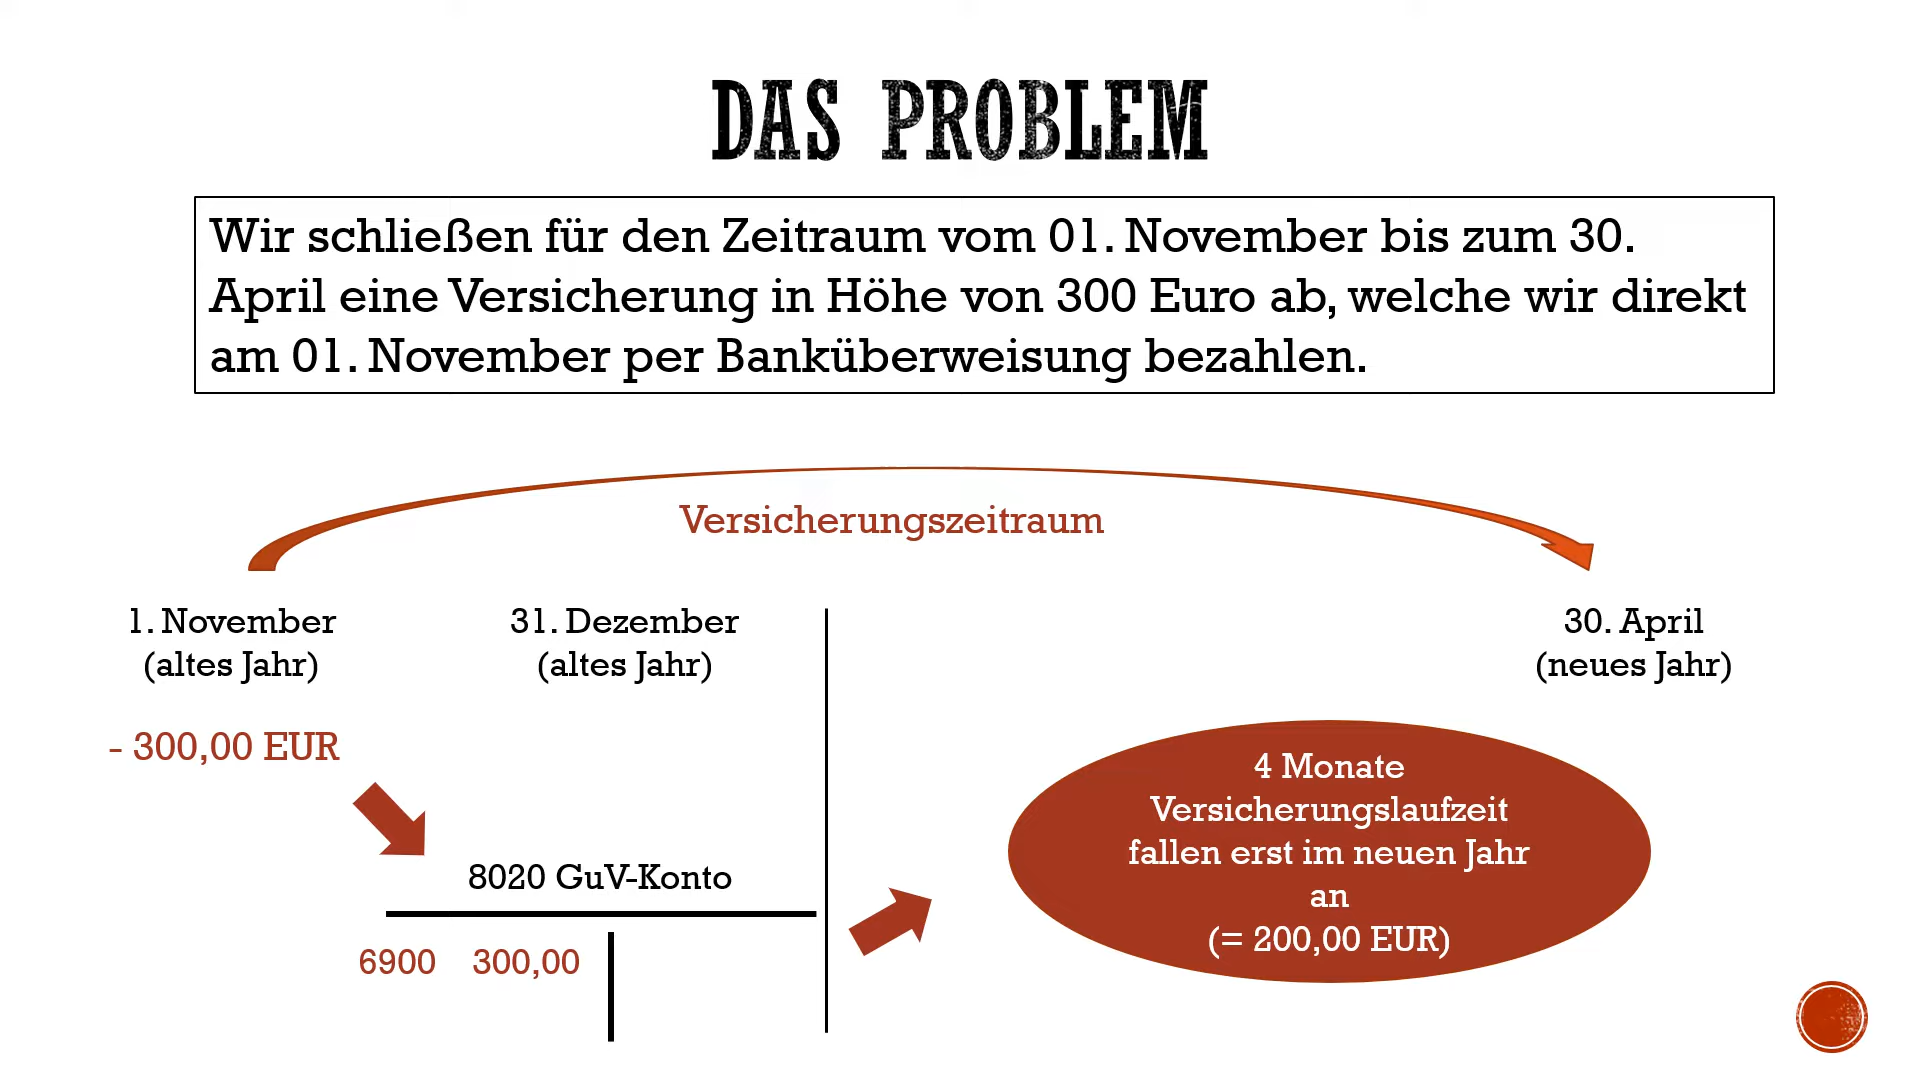 DAS PROBLEM
Wir schließen für den Zeitraum vom 01. November bis zum 30.
April eine Versicherung in Höhe von 300 Euro ab, welche wir direkt
am 01. November per Banküberweisung bezahlen.
Versicherungszeitraum
1. November
(altes Jahr)
31. Dezember
(altes Jahr)
30. April
(neues Jahr)
- 300,00 EUR
8020 GuV-Konto
6900 300,00
4 Monate
Versicherungslaufzeit
fallen erst im neuen Jahr
an
(= 200,00 EUR)